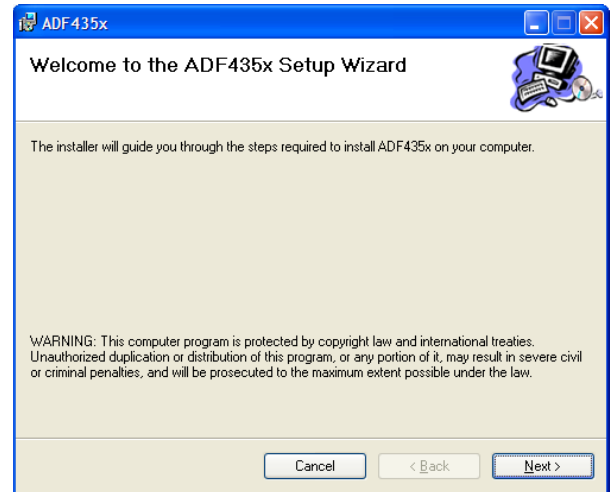 ADF435x
Welcome to the ADF435x Setup Wizard
The installer will guide you through the steps required to install ADF435x on your computer.
WARNING: This computer program is protected by copyright law and international treaties.
Unauthorized duplication or distribution of this program, or any portion of it, may result in severe civil
or criminal penalties, and will be prosecuted to the maximum extent possible under the law.
Cancel < Back Next >